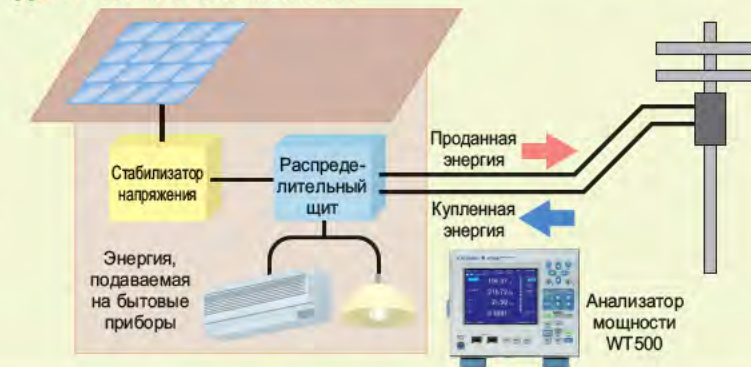 Стабилизатор
напряжения
Распреде-
лительный
щит
Проданная
энергия
Купленная
энергия
Энергия,
подаваемая
на бытовые
приборы
Анализатор
мощности
WT500